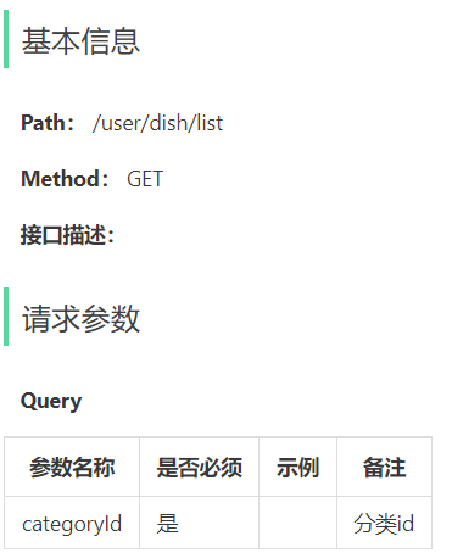 基本信息
Path： /user/dish/list
Method： GET
接口描述：
请求参数
Query
参数名称 是否必须 示例 备注
categoryId 是 分类id